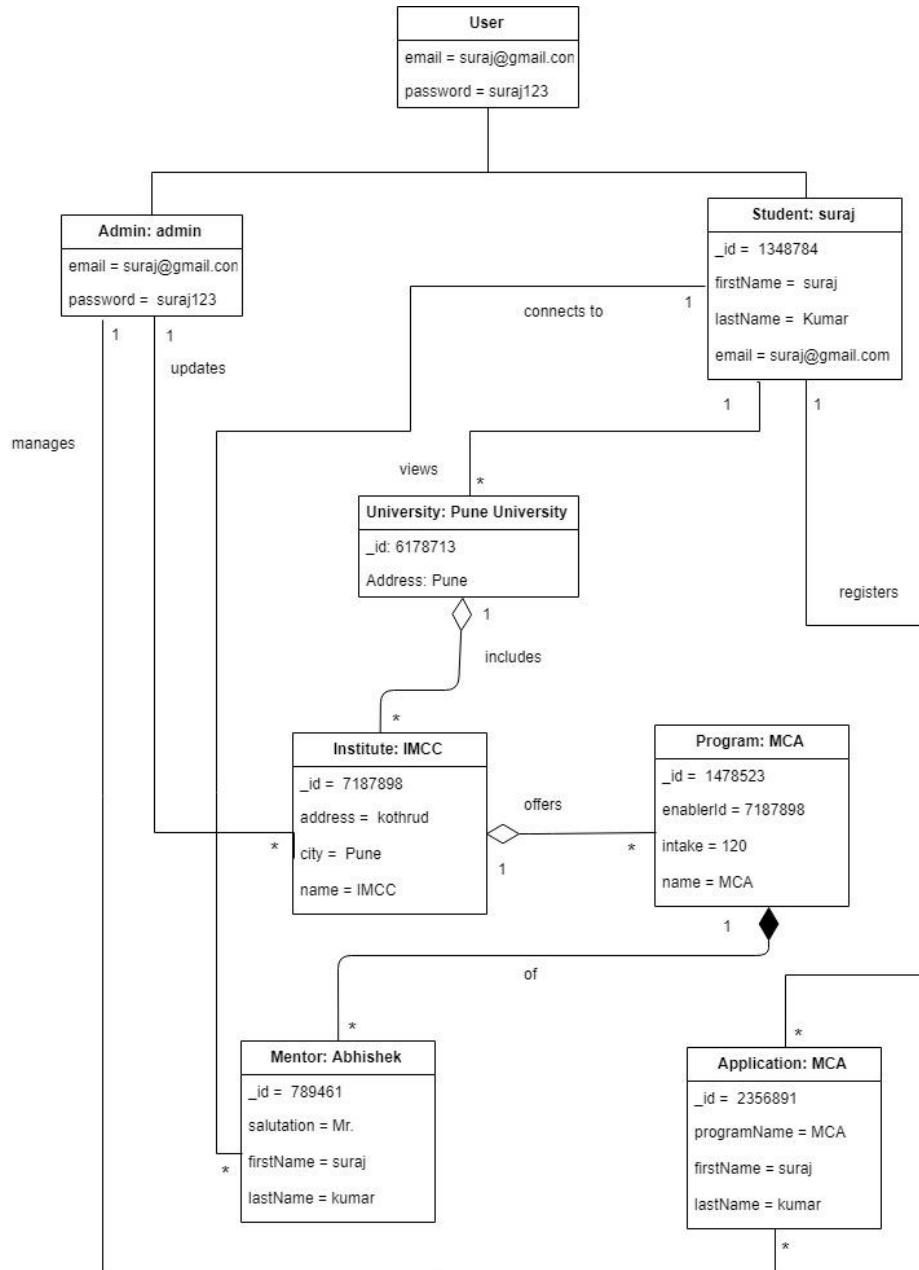 User
email = suraj@gmail.con
password = suraj123
Admin: admin
email = suraj@gmail.con
password = suraj123
Student: suraj
_id = 1348784
firstName = suraj
lastName = Kumar
email = suraj@gmail.com
1
connects to
1
1
updates
manages
1
1
views
*
University: Pune University
_id: 6178713
Address: Pune
registers
1
includes
*
Institute: IMCC
_id = 7187898
address = kothrud
city = Pune
name = IMCC
*
offers
1
*
Program: MCA
_id = 1478523
enablerId = 7187898
intake = 120
name = MCA
1
of
*
*
Mentor: Abhishek
_id = 789461
salutation = Mr.
firstName = suraj
lastName = kumar
*
Application: MCA
_id = 2356891
programName = MCA
firstName = suraj
lastName = kumar
*